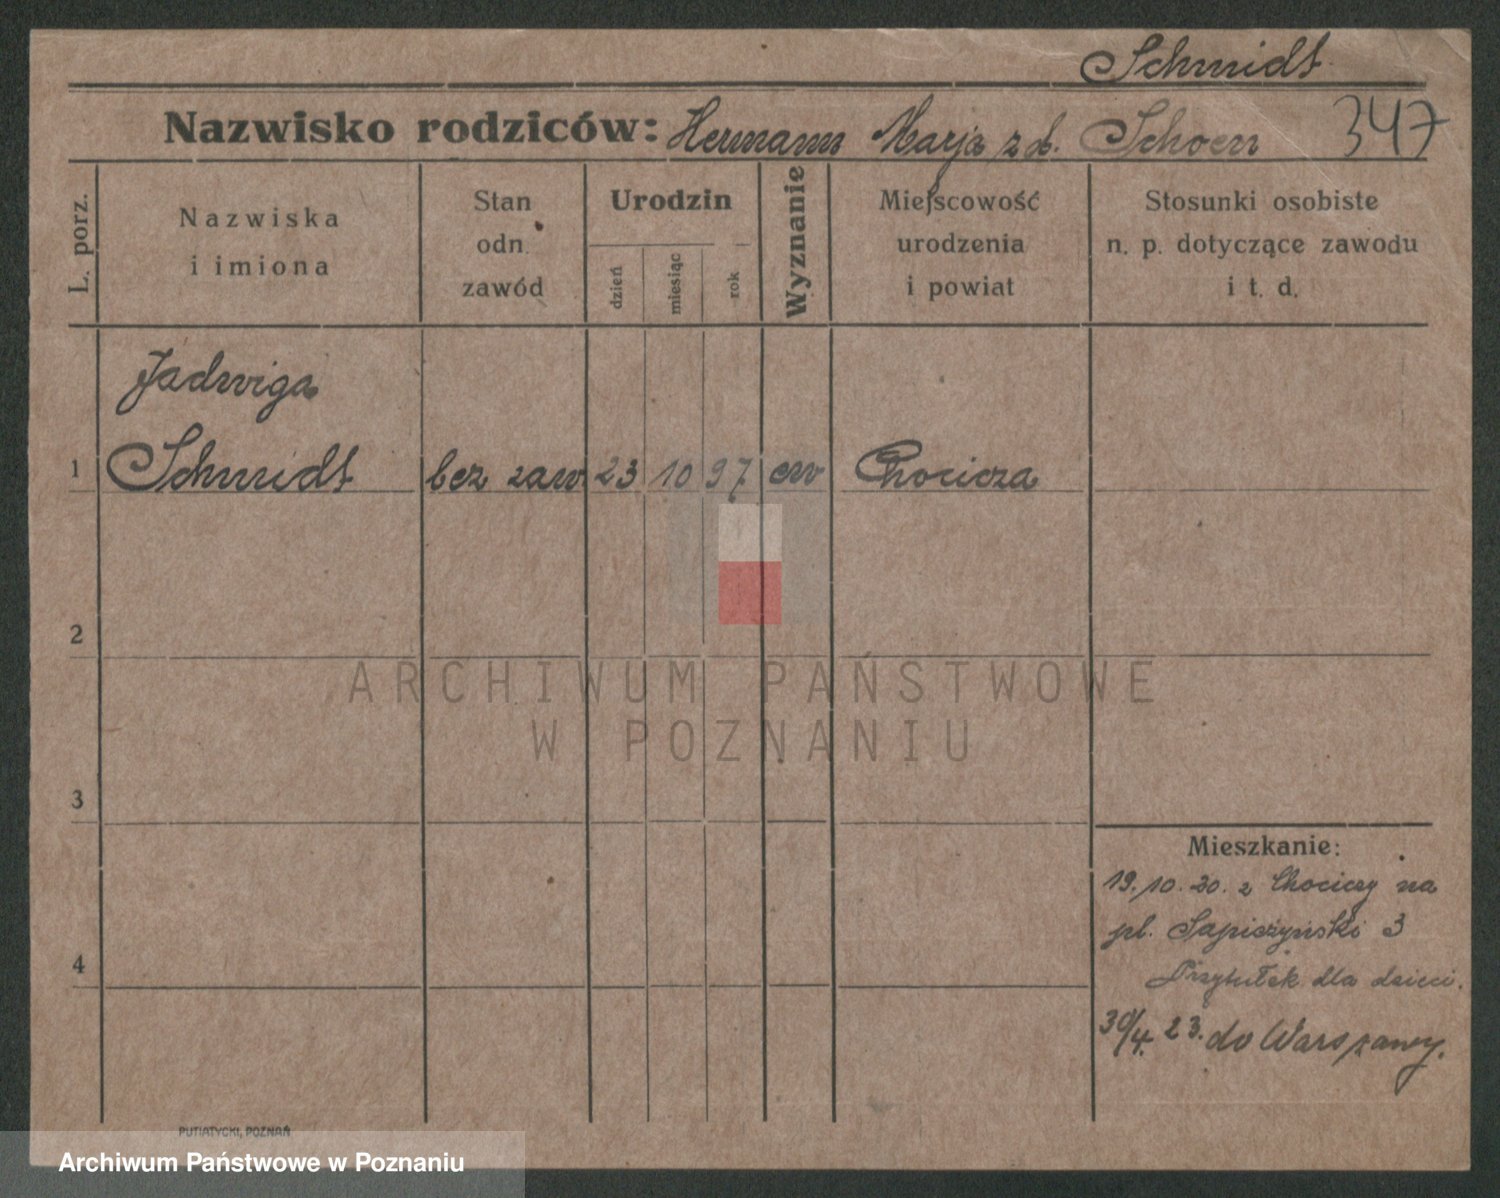 Schmidt
Nazwisko rodziców: Hermann Marja z d. Schoen 347
L. porz.
Nazwiska
i imiona
Stan
odn.
zawód
Urodzin
dzień
miesiąc
rok
Wyznanie
Miejscowość
urodzenia
i powiat
Stosunki osobiste
n. p. dotyczące zawodu
i t. d.
Jadwiga
1 Schmidt bez zaw 23 10 97 ew Chocicza
2
3
4
Mieszkanie:
19.10.20. z Chociczy na
pl. Sapieżyński 3
Przytułek dla dzieci.
30/4. 23. do Warszawy.
PUTIATYCKI, POZNAŃ
ARCHIWUM PAŃSTWOWE
W POZNANIU
Archiwum Państwowe w Poznaniu